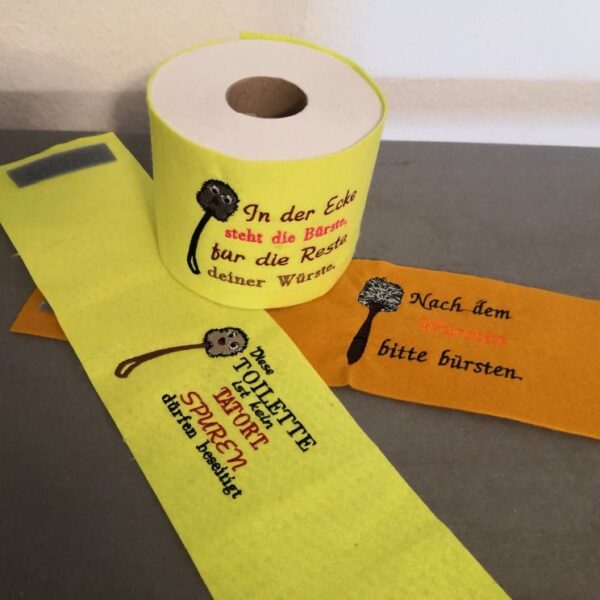 In der Ecke
steht die Bürste,
für die Reste
deiner Würste.
Nach dem
Würsten
bitte bürsten.
Diese
TOILETTE
ist kein
TATORT.
SPUREN
dürfen beseitigt